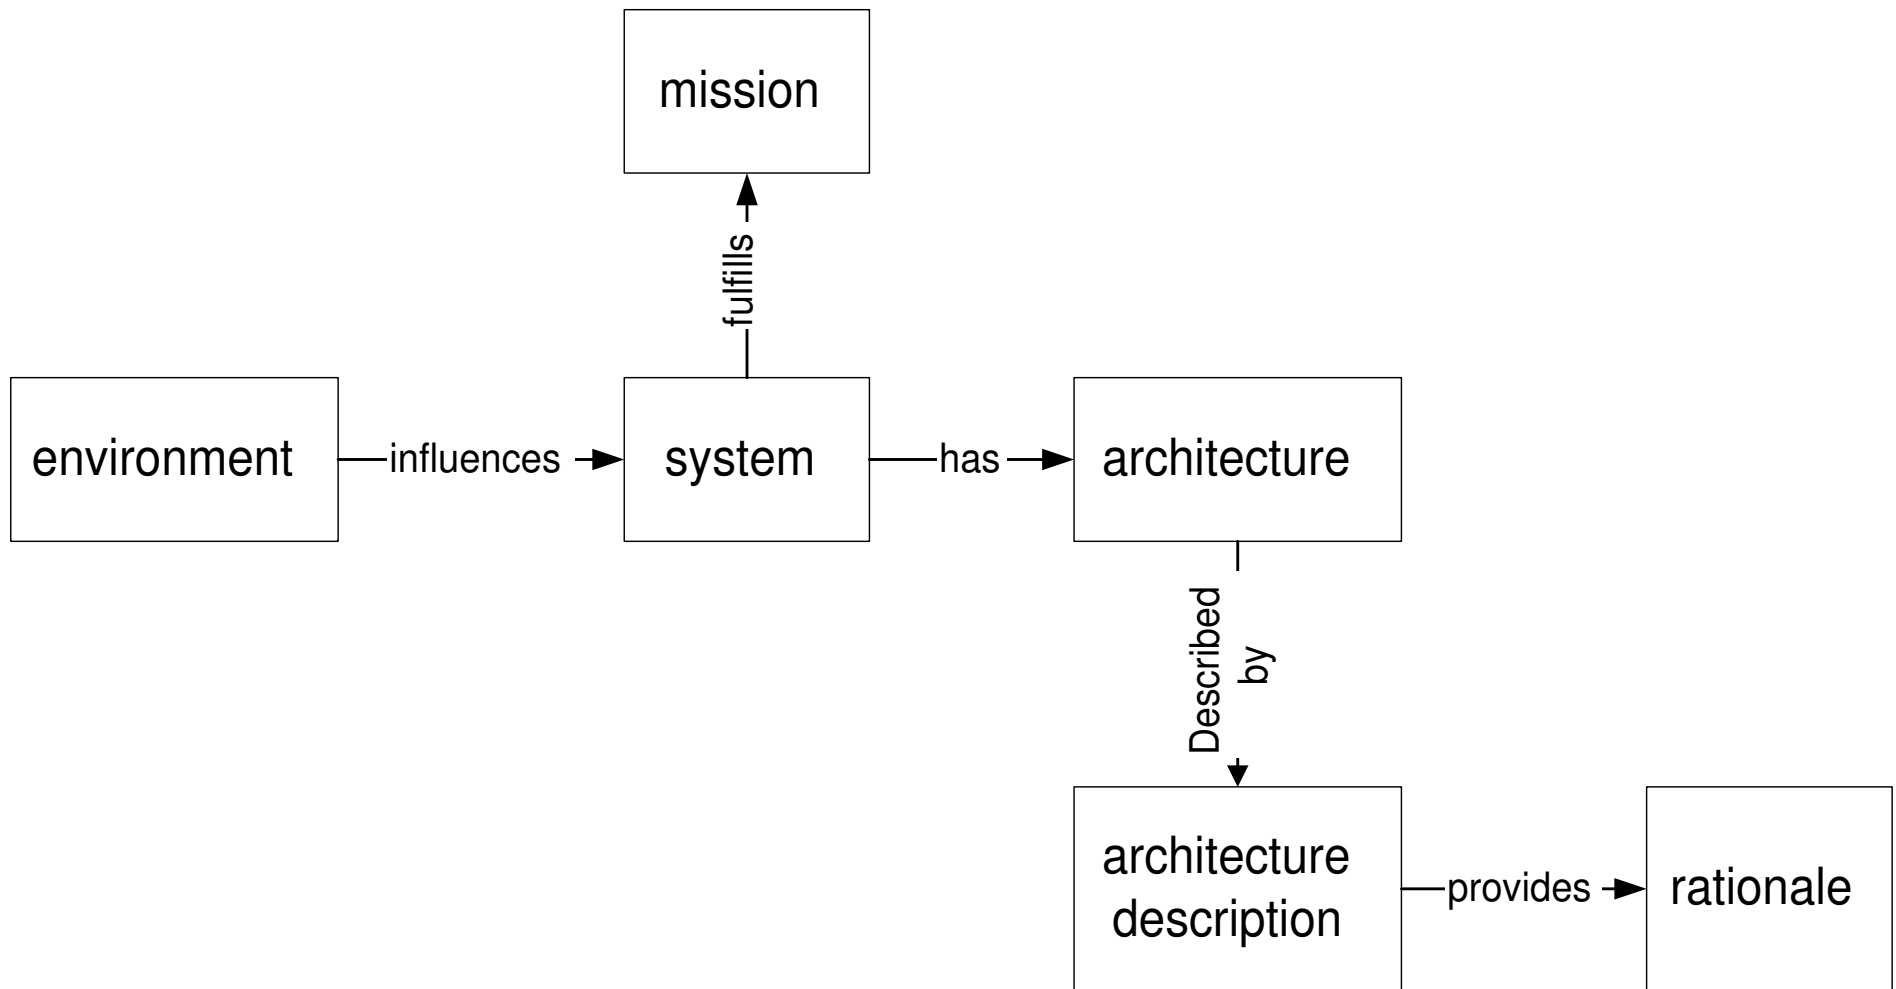 mission
fulfills
environment
influences
system
has
architecture
Described
by
architecture
description
provides
rationale